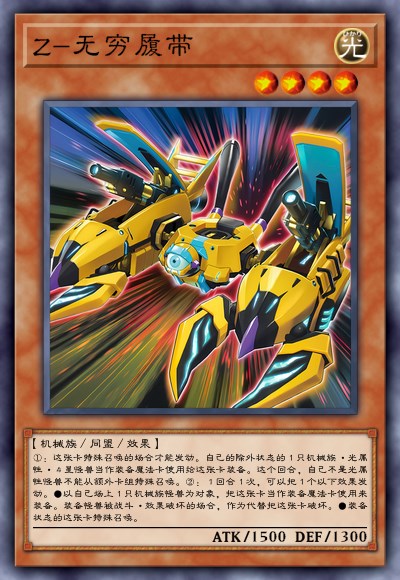 Z-无穷履带
光
ひかり
【机械族／同盟／效果】
①：这张卡特殊召唤的场合才能发动。自己的除外状态的1只机械族·光属
性·4星怪兽当作装备魔法卡使用给这张卡装备。这个回合，自己不是光属
性怪兽不能从额外卡组特殊召唤。②：1回合1次，可以把1个以下效果发
动。●以自己场上1只机械族怪兽为对象，把这张卡当作装备魔法卡使用来
装备。装备怪兽被战斗·效果破坏的场合，作为代替把这张卡破坏。●装备
状态的这张卡特殊召唤。
ATK/1500 DEF/1300